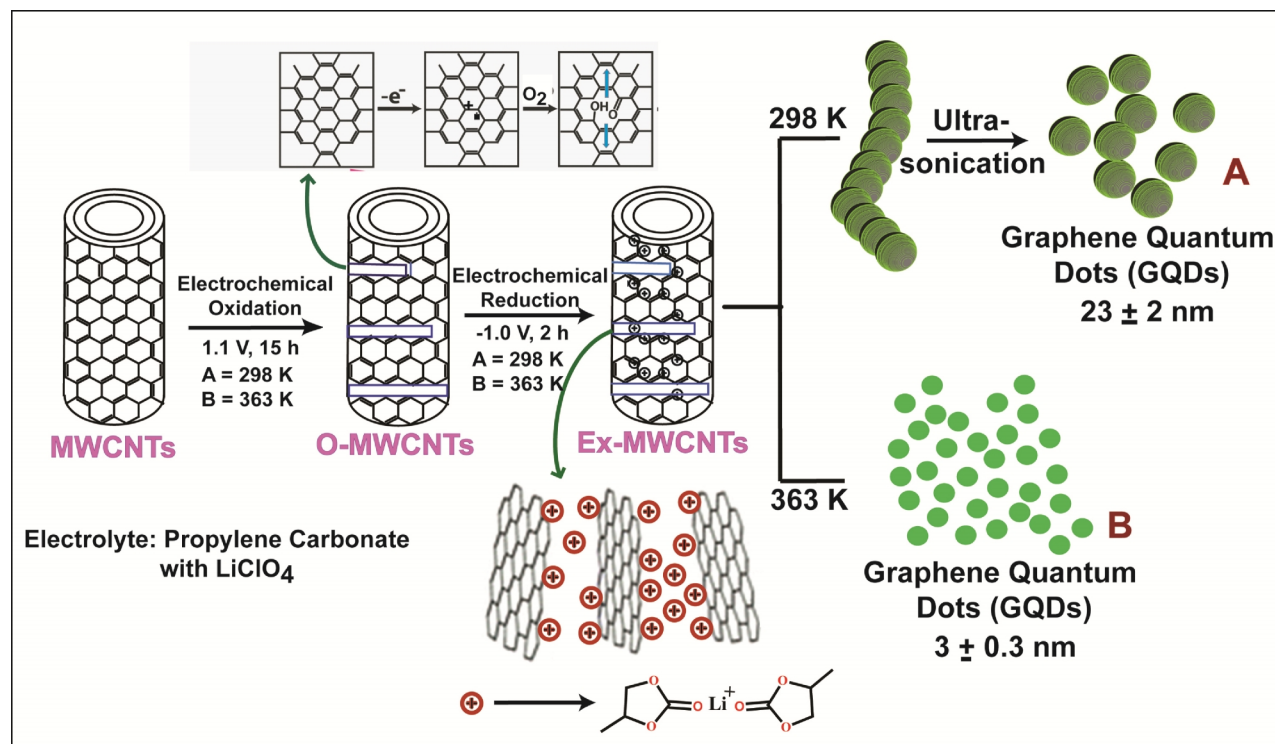 -e⁻
O₂
+
OH
O
298 K
Ultra-
sonication
A
Graphene Quantum
Dots (GQDs)
23 ± 2 nm
Electrochemical
Oxidation
1.1 V, 15 h
A = 298 K
B = 363 K
Electrochemical
Reduction
-1.0 V, 2 h
A = 298 K
B = 363 K
MWCNTs
O-MWCNTs
Ex-MWCNTs
363 K
B
Graphene Quantum
Dots (GQDs)
3 ± 0.3 nm
Electrolyte: Propylene Carbonate
with LiClO₄
+
O
O
O Li⁺ O
O
O